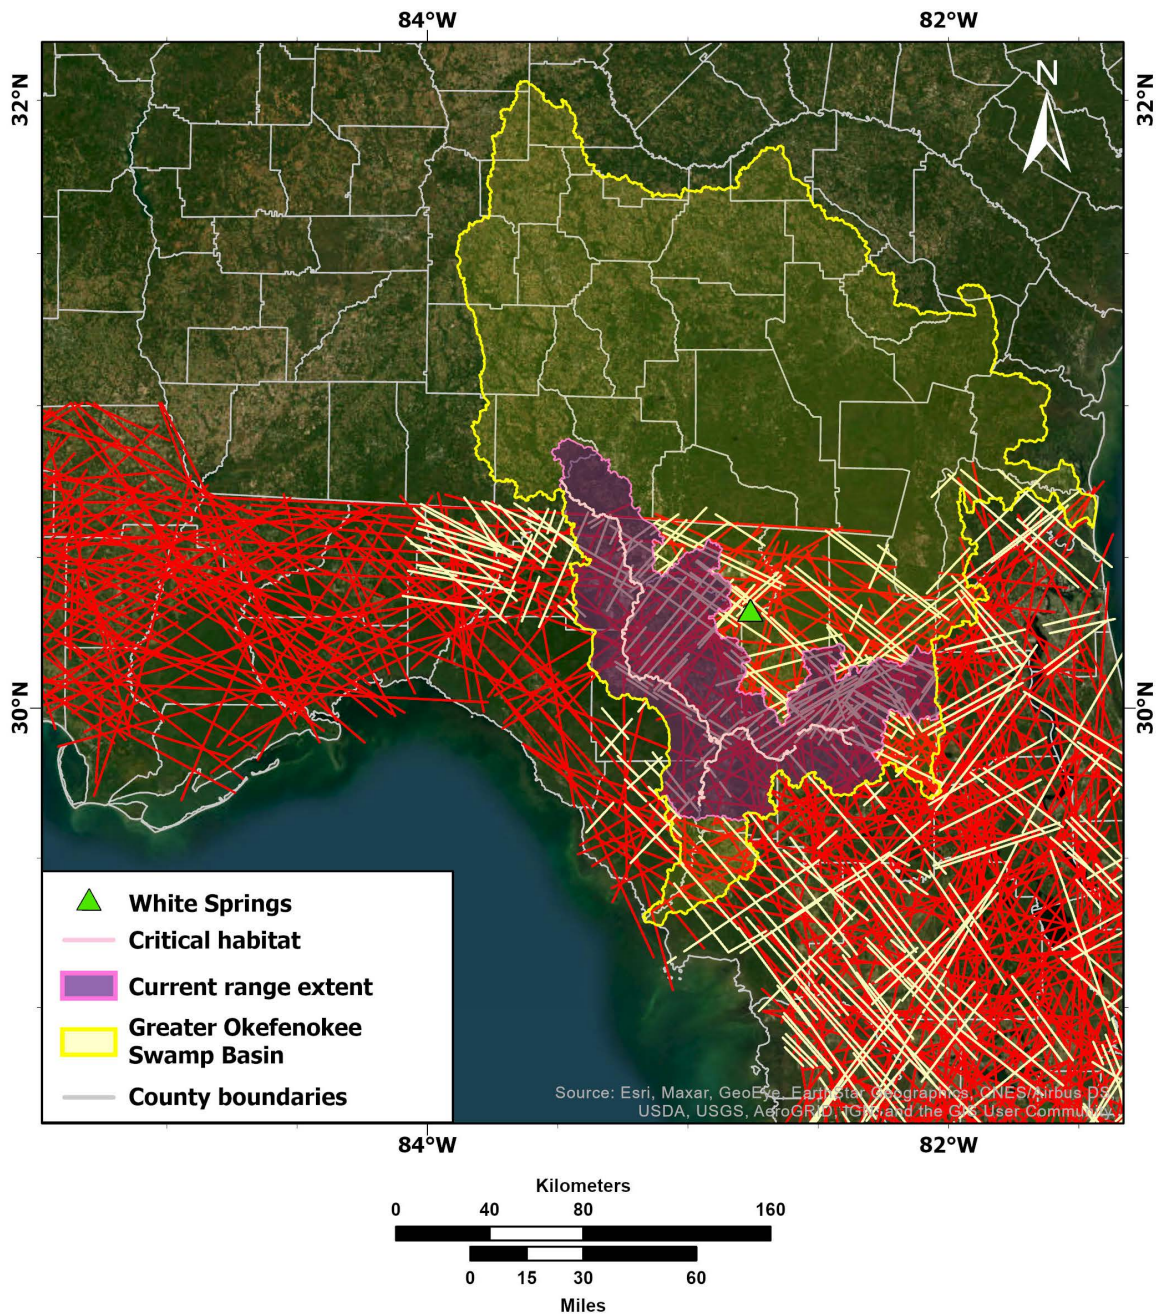 84°W 82°W
32°N 32°N
N
30°N 30°N
White Springs
Critical habitat
Current range extent
Greater Okefenokee
Swamp Basin
County boundaries
Source: Esri, Maxar, GeoEye, Earthstar Geographics, CNES/Airbus DS,
USDA, USGS, AeroGRID, IGN, and the GIS User Community
84°W 82°W
Kilometers
0 40 80 160
0 15 30 60
Miles